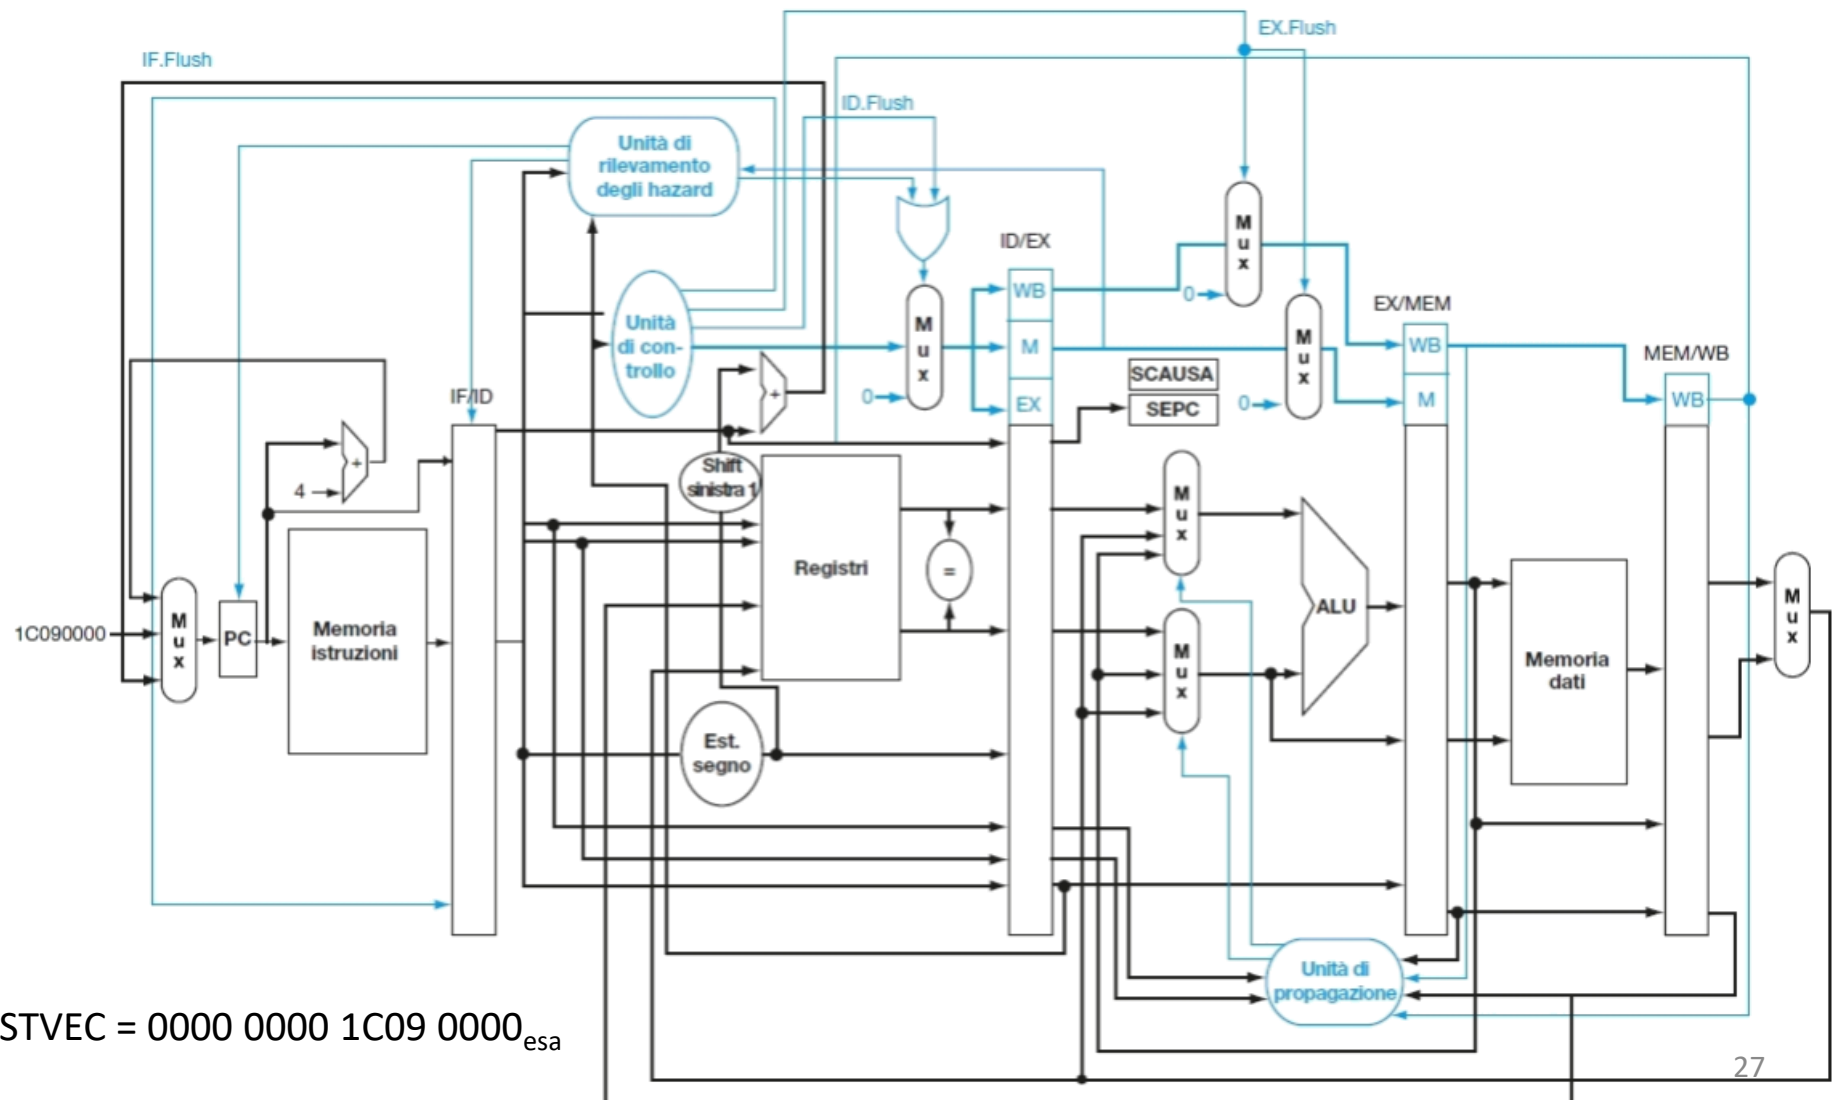 EX.Flush
IF.Flush
ID.Flush
Unità di
rilevamento
degli hazard
M
u
x
ID/EX
WB
0
EX/MEM
Unità
di con-
trollo
M
u
x
M
M
u
x
WB
MEM/WB
SCAUSA
IF/ID
+
0
EX
SEPC
0
M
WB
+
4
Shift
sinistra 1
M
u
x
Registri
=
1C090000
M
u
x
PC
Memoria
istruzioni
ALU
M
u
x
M
u
x
Memoria
dati
Est.
segno
Unità di
propagazione
STVEC = 0000 0000 1C09 0000esa
27